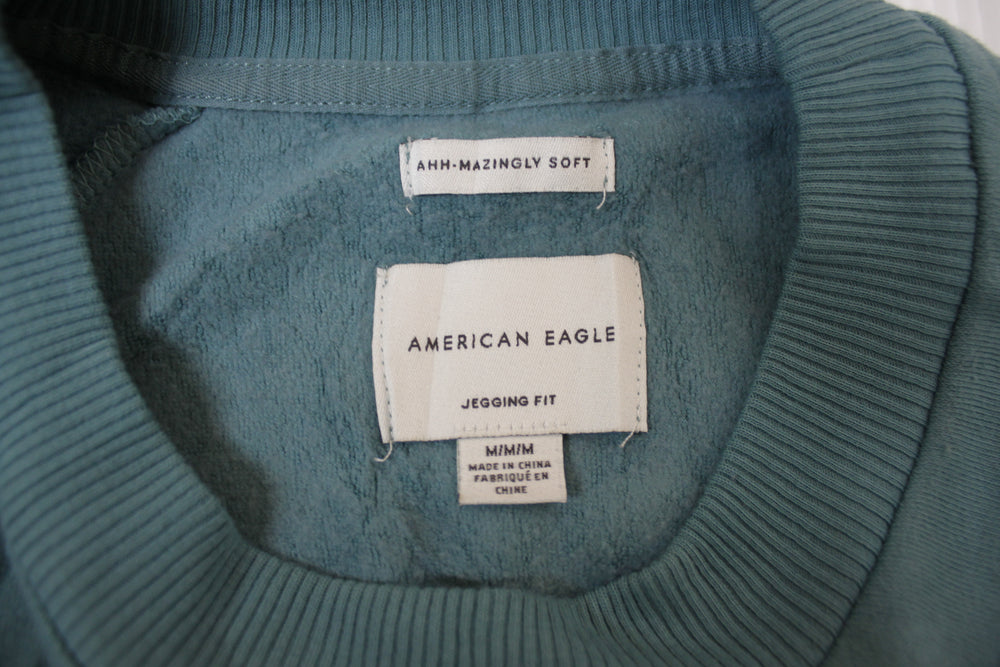 AHH-MAZINGLY SOFT
AMERICAN EAGLE
JEGGING FIT
M/M/M
MADE IN CHINA
FABRIQUÉ EN
CHINE